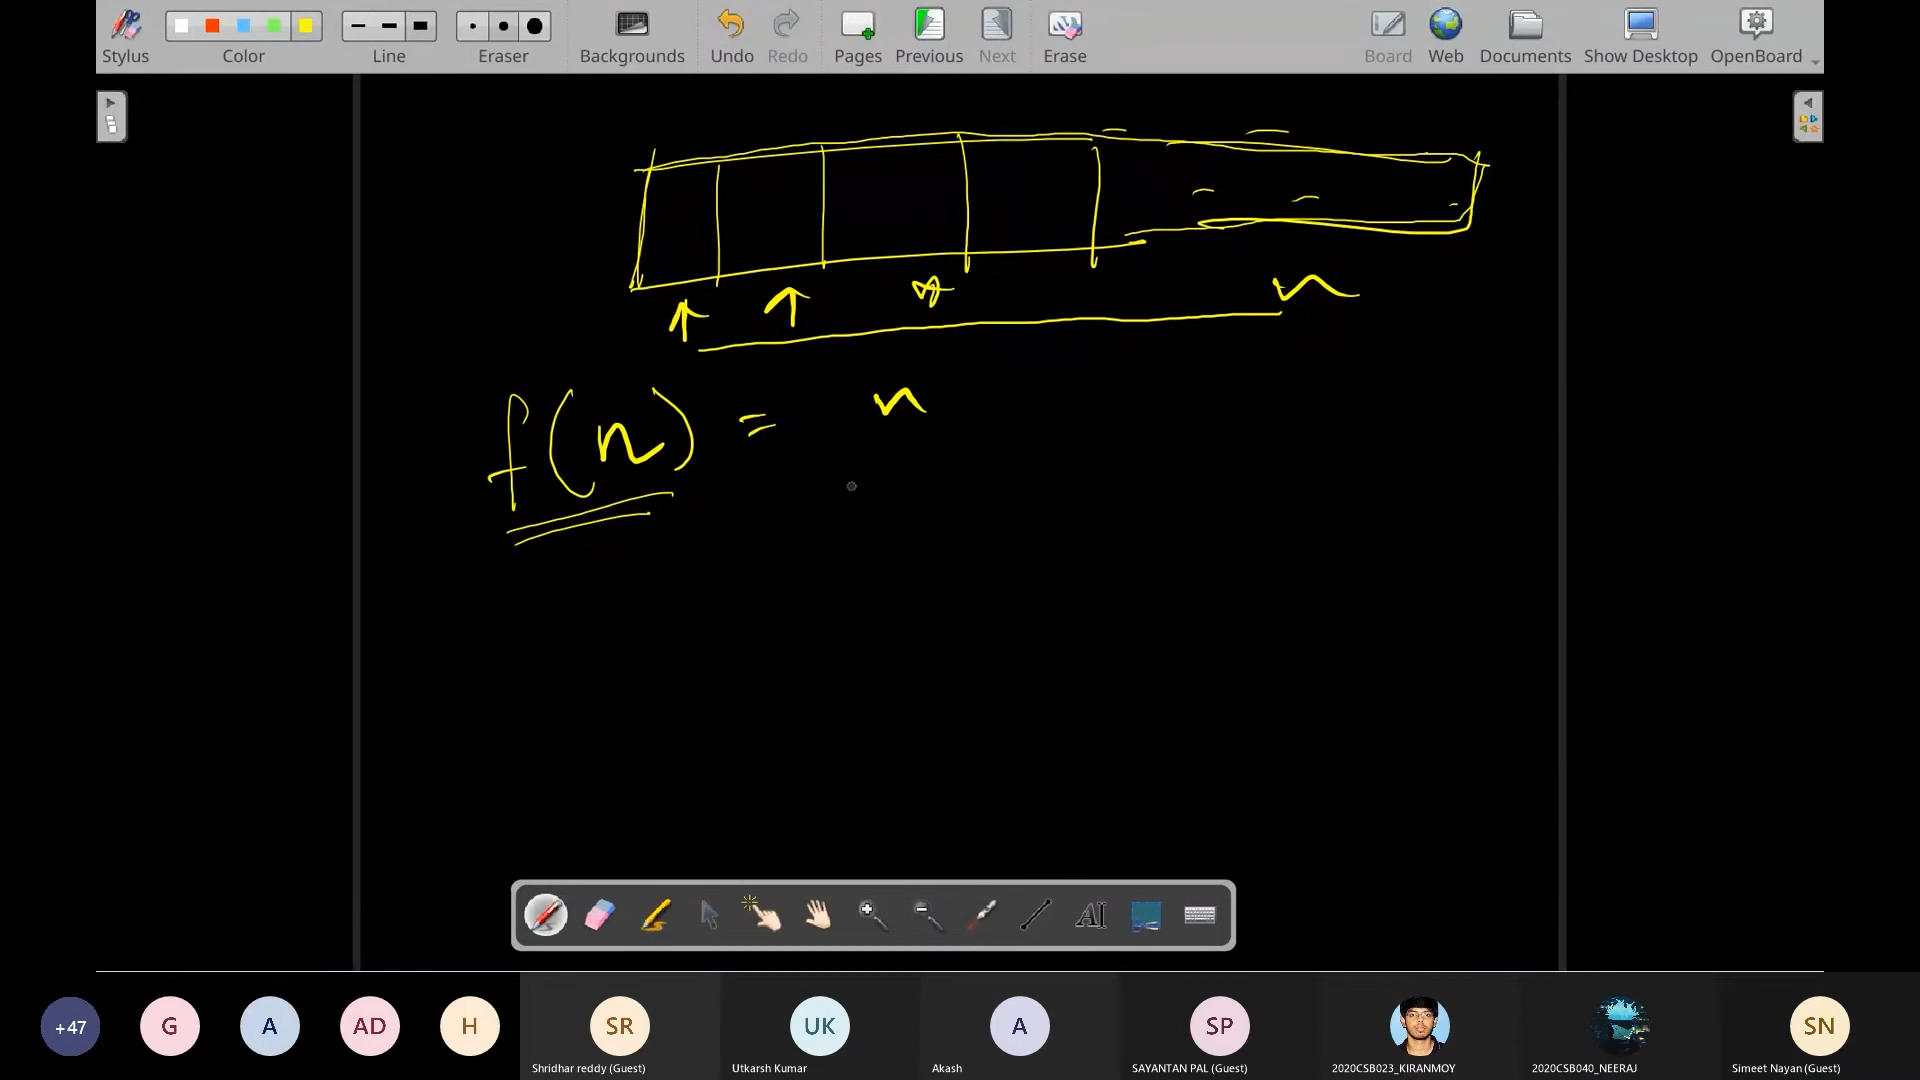 Stylus Color Line Eraser Backgrounds Undo Redo Pages Previous Next Erase Board Web Documents Show Desktop OpenBoard
n
f(n) = n
AI
+47 G A AD H SR UK A SP SN
Shridhar reddy (Guest) Utkarsh Kumar Akash SAYANTAN PAL (Guest) 2020CSB023_KIRANMOY 2020CSB040_NEERAJ Simeet Nayan (Guest)